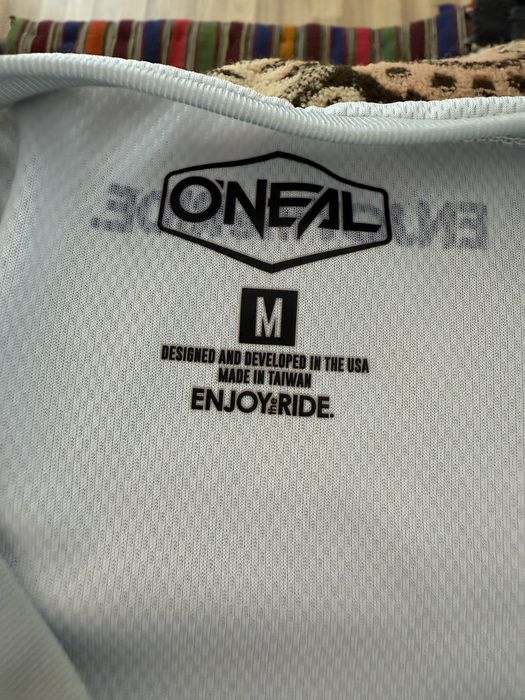 O'NEAL
M
DESIGNED AND DEVELOPED IN THE USA
MADE IN TAIWAN
ENJOY the RIDE.